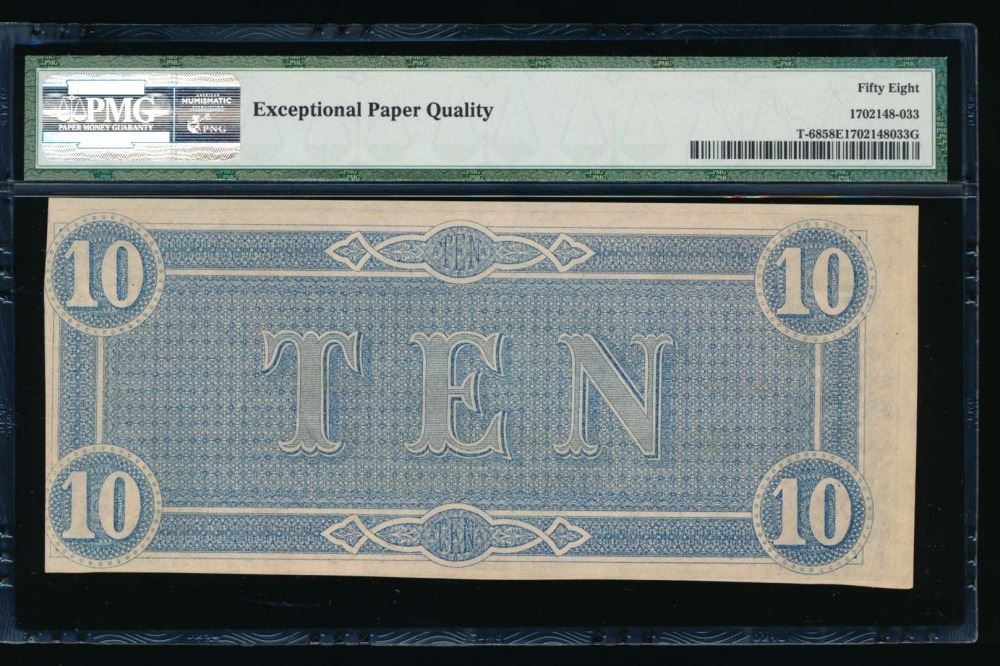 PMG
PAPER MONEY GUARANTY
AMERICAN
NUMISMATIC
PNG
Exceptional Paper Quality
Fifty Eight
1702148-033
T-6858E1702148033G
10 TEN 10
TEN
10 TEN 10